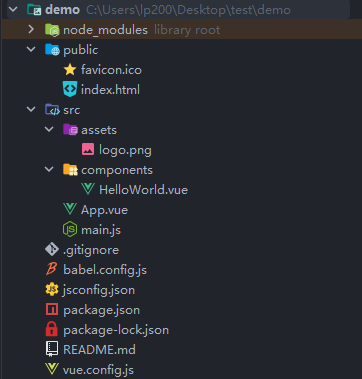 demo C:\Users\lp200\Desktop\test\demo
node_modules library root
public
favicon.ico
index.html
src
assets
logo.png
components
HelloWorld.vue
App.vue
main.js
.gitignore
babel.config.js
jsconfig.json
package.json
package-lock.json
README.md
vue.config.js